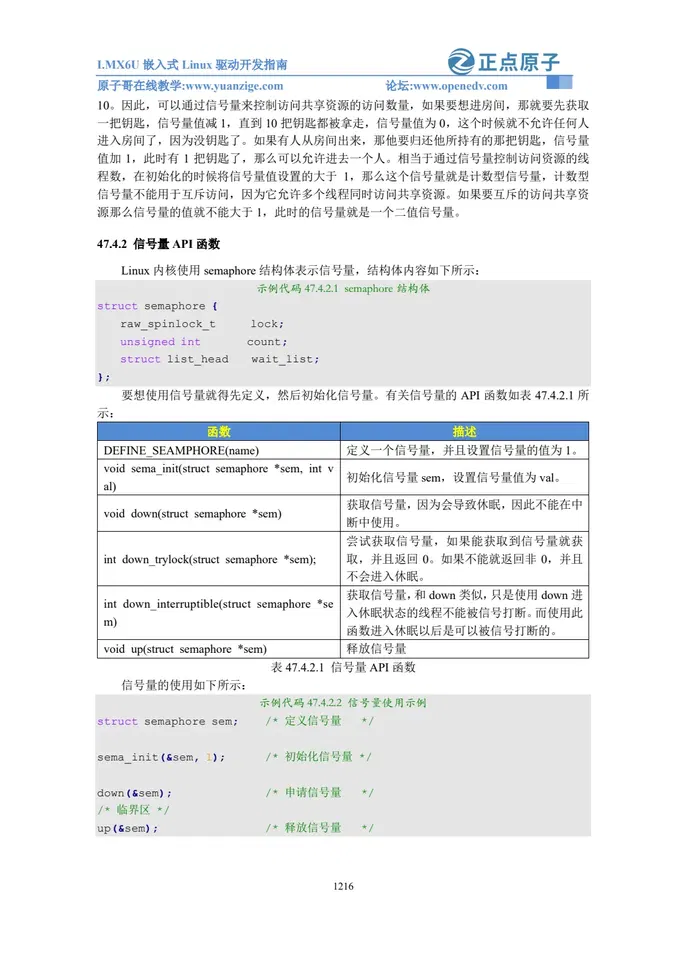 I.MX6U 嵌入式 Linux 驱动开发指南
正点原子
原子哥在线教学:www.yuanzige.com 论坛:www.openedv.com
10。因此，可以通过信号量来控制访问共享资源的访问数量，如果要想进房间，那就要先获取
一把钥匙，信号量值减 1，直到 10 把钥匙都被拿走，信号量值为 0，这个时候就不允许任何人
进入房间了，因为没钥匙了。如果有人从房间出来，那他要归还他所持有的那把钥匙，信号量
值加 1，此时有 1 把钥匙了，那么可以允许进去一个人。相当于通过信号量控制访问资源的线
程数，在初始化的时候将信号量值设置的大于 1，那么这个信号量就是计数型信号量，计数型
信号量不能用于互斥访问，因为它允许多个线程同时访问共享资源。如果要互斥的访问共享资
源那么信号量的值就不能大于 1，此时的信号量就是一个二值信号量。
47.4.2 信号量 API 函数
Linux 内核使用 semaphore 结构体表示信号量，结构体内容如下所示：
示例代码 47.4.2.1 semaphore 结构体
struct semaphore {
raw_spinlock_t lock;
unsigned int count;
struct list_head wait_list;
};
要想使用信号量就得先定义，然后初始化信号量。有关信号量的 API 函数如表 47.4.2.1 所
示：
函数 描述
DEFINE_SEAMPHORE(name) 定义一个信号量，并且设置信号量的值为 1。
void sema_init(struct semaphore *sem, int v
al)
初始化信号量 sem，设置信号量值为 val。
void down(struct semaphore *sem)
获取信号量，因为会导致休眠，因此不能在中
断中使用。
int down_trylock(struct semaphore *sem);
尝试获取信号量，如果能获取到信号量就获
取，并且返回 0。如果不能就返回非 0，并且
不会进入休眠。
int down_interruptible(struct semaphore *se
m)
获取信号量，和 down 类似，只是使用 down 进
入休眠状态的线程不能被信号打断。而使用此
函数进入休眠以后是可以被信号打断的。
void up(struct semaphore *sem) 释放信号量
表 47.4.2.1 信号量 API 函数
信号量的使用如下所示：
示例代码 47.4.2.2 信号量使用示例
struct semaphore sem; /* 定义信号量 */
sema_init(&sem, 1); /* 初始化信号量 */
down(&sem); /* 申请信号量 */
/* 临界区 */
up(&sem); /* 释放信号量 */
1216